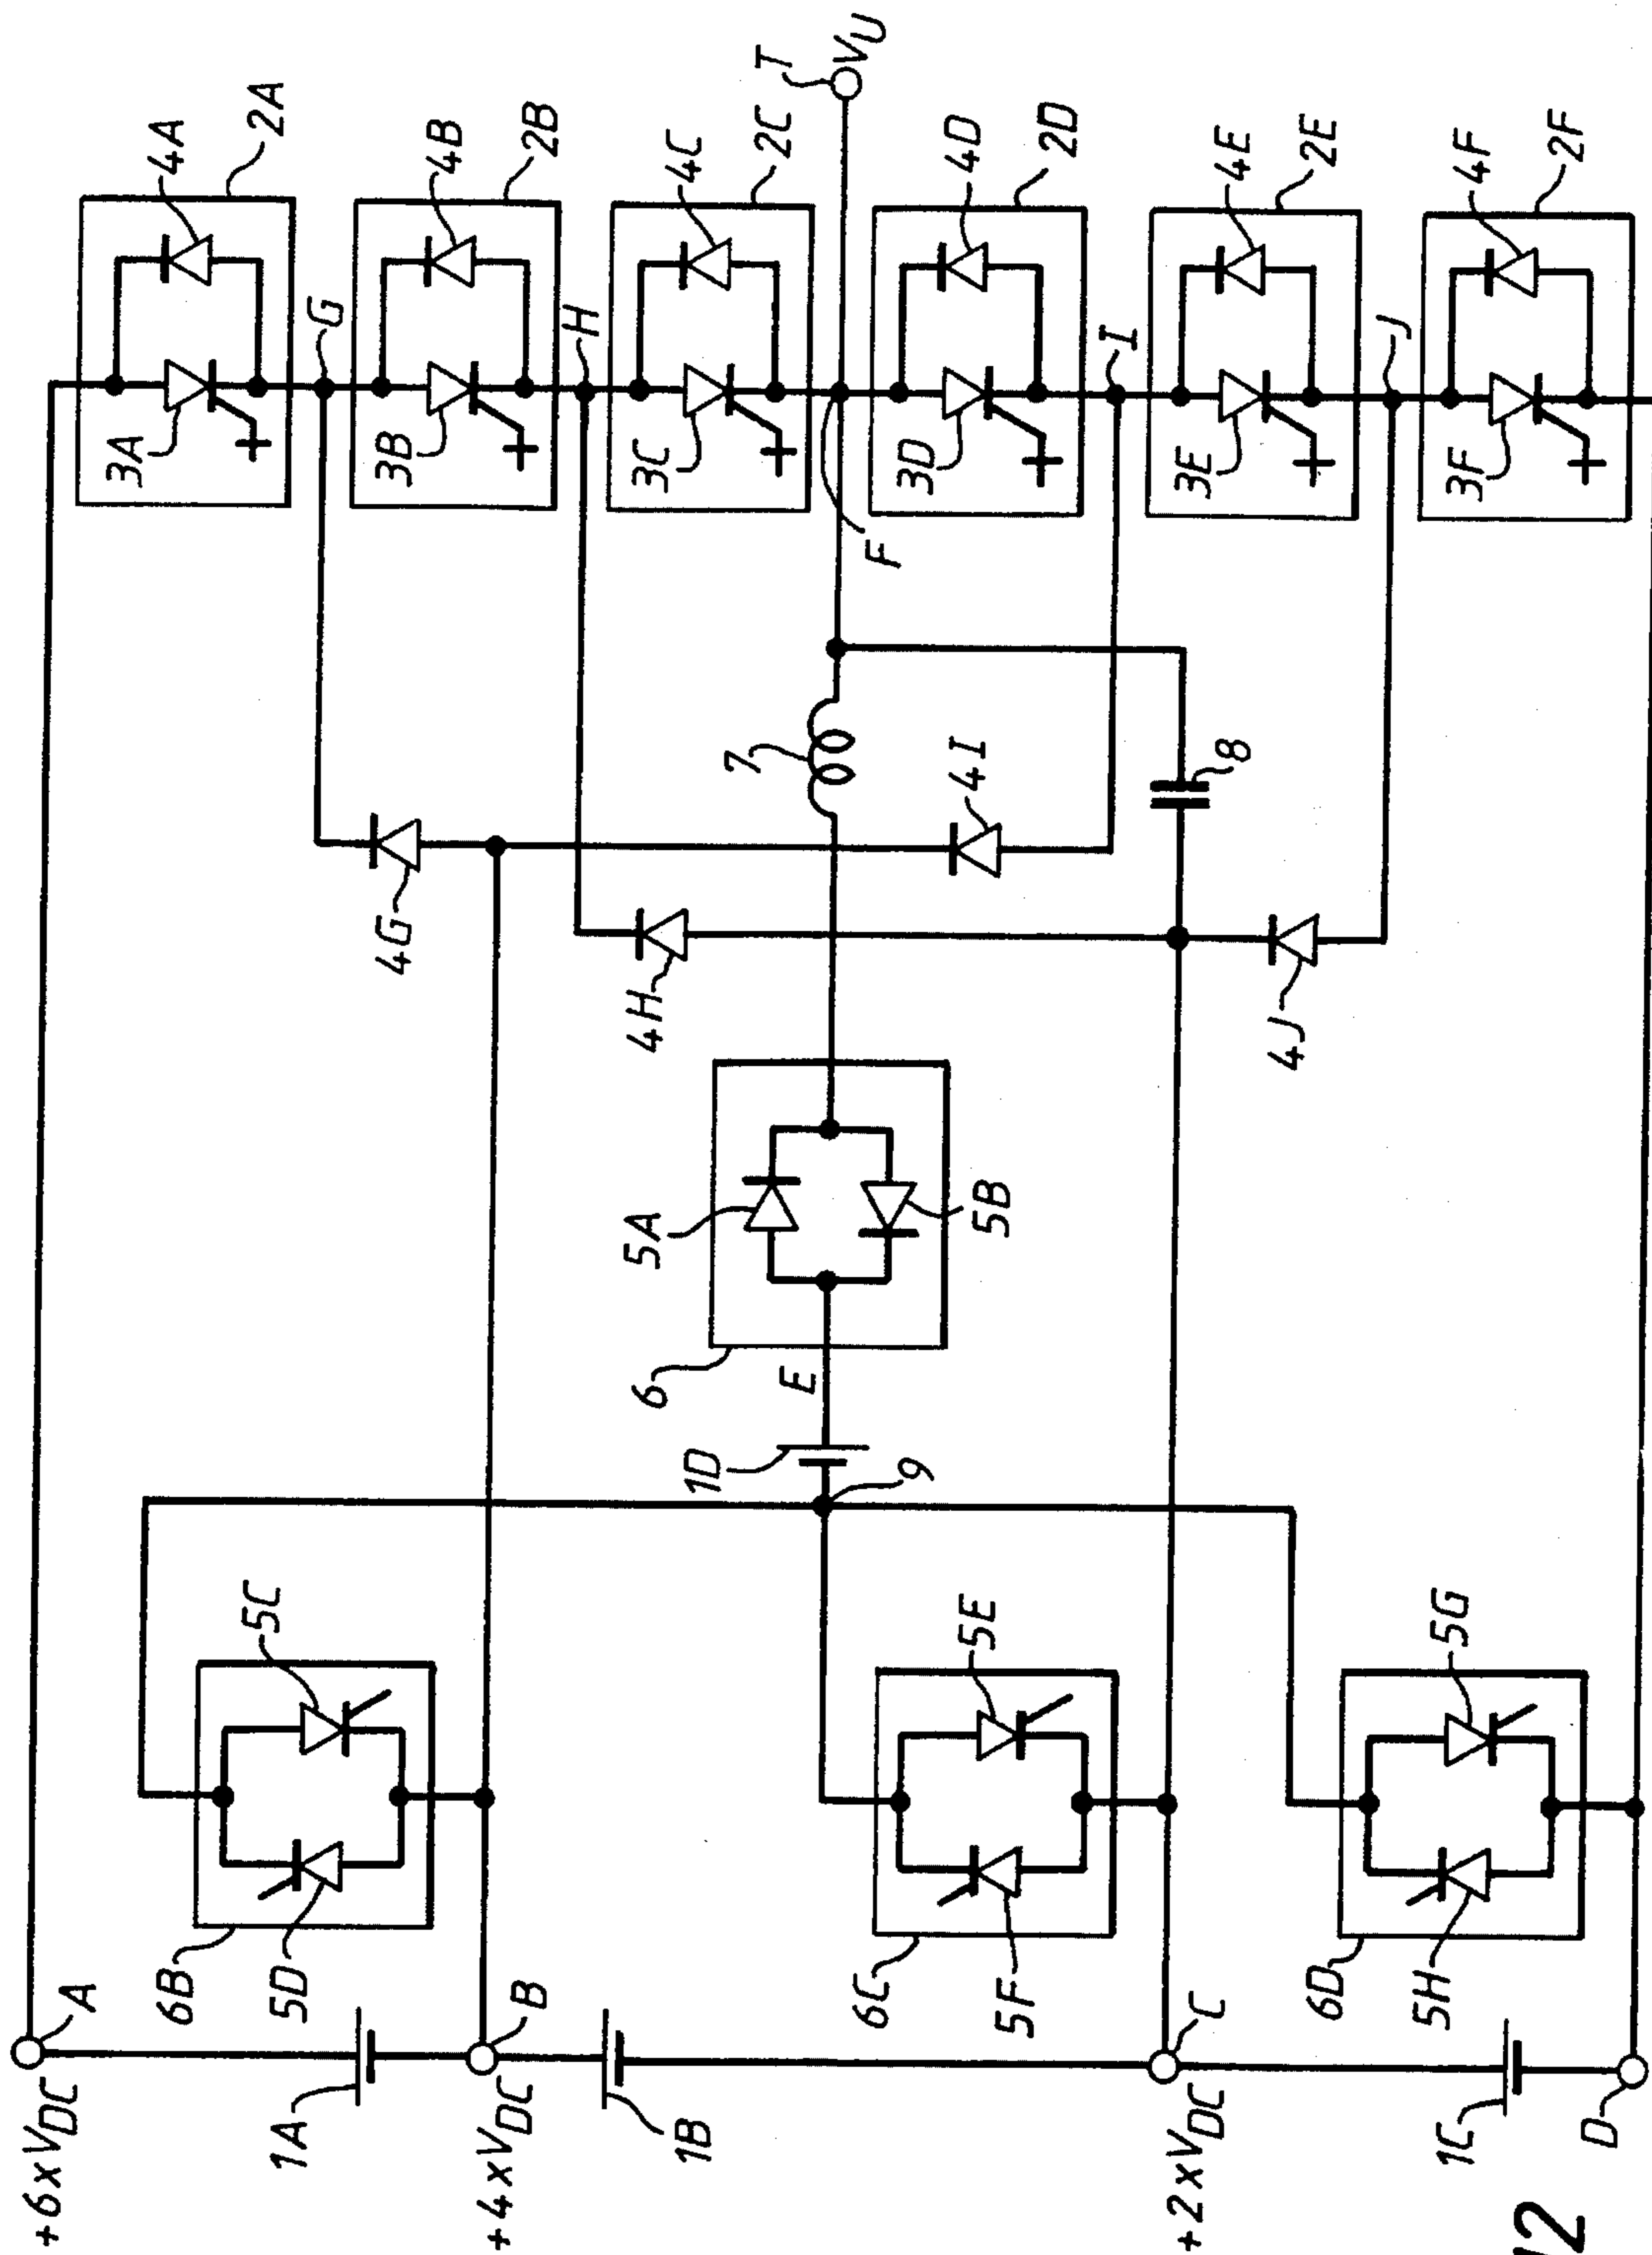 +6xVDC
A
1A
+4xVDC
B
1B
+2xVDC
C
1C
D
6B
5D
5C
6C
5F
5E
6D
5H
5G
9
1D
E
6
5A
5B
4G
4H
4I
4J
7
8
F
G
H
I
J
3A
4A
2A
3B
4B
2B
3C
4C
2C
T
VU
3D
4D
2D
3E
4E
2E
3F
4F
2F